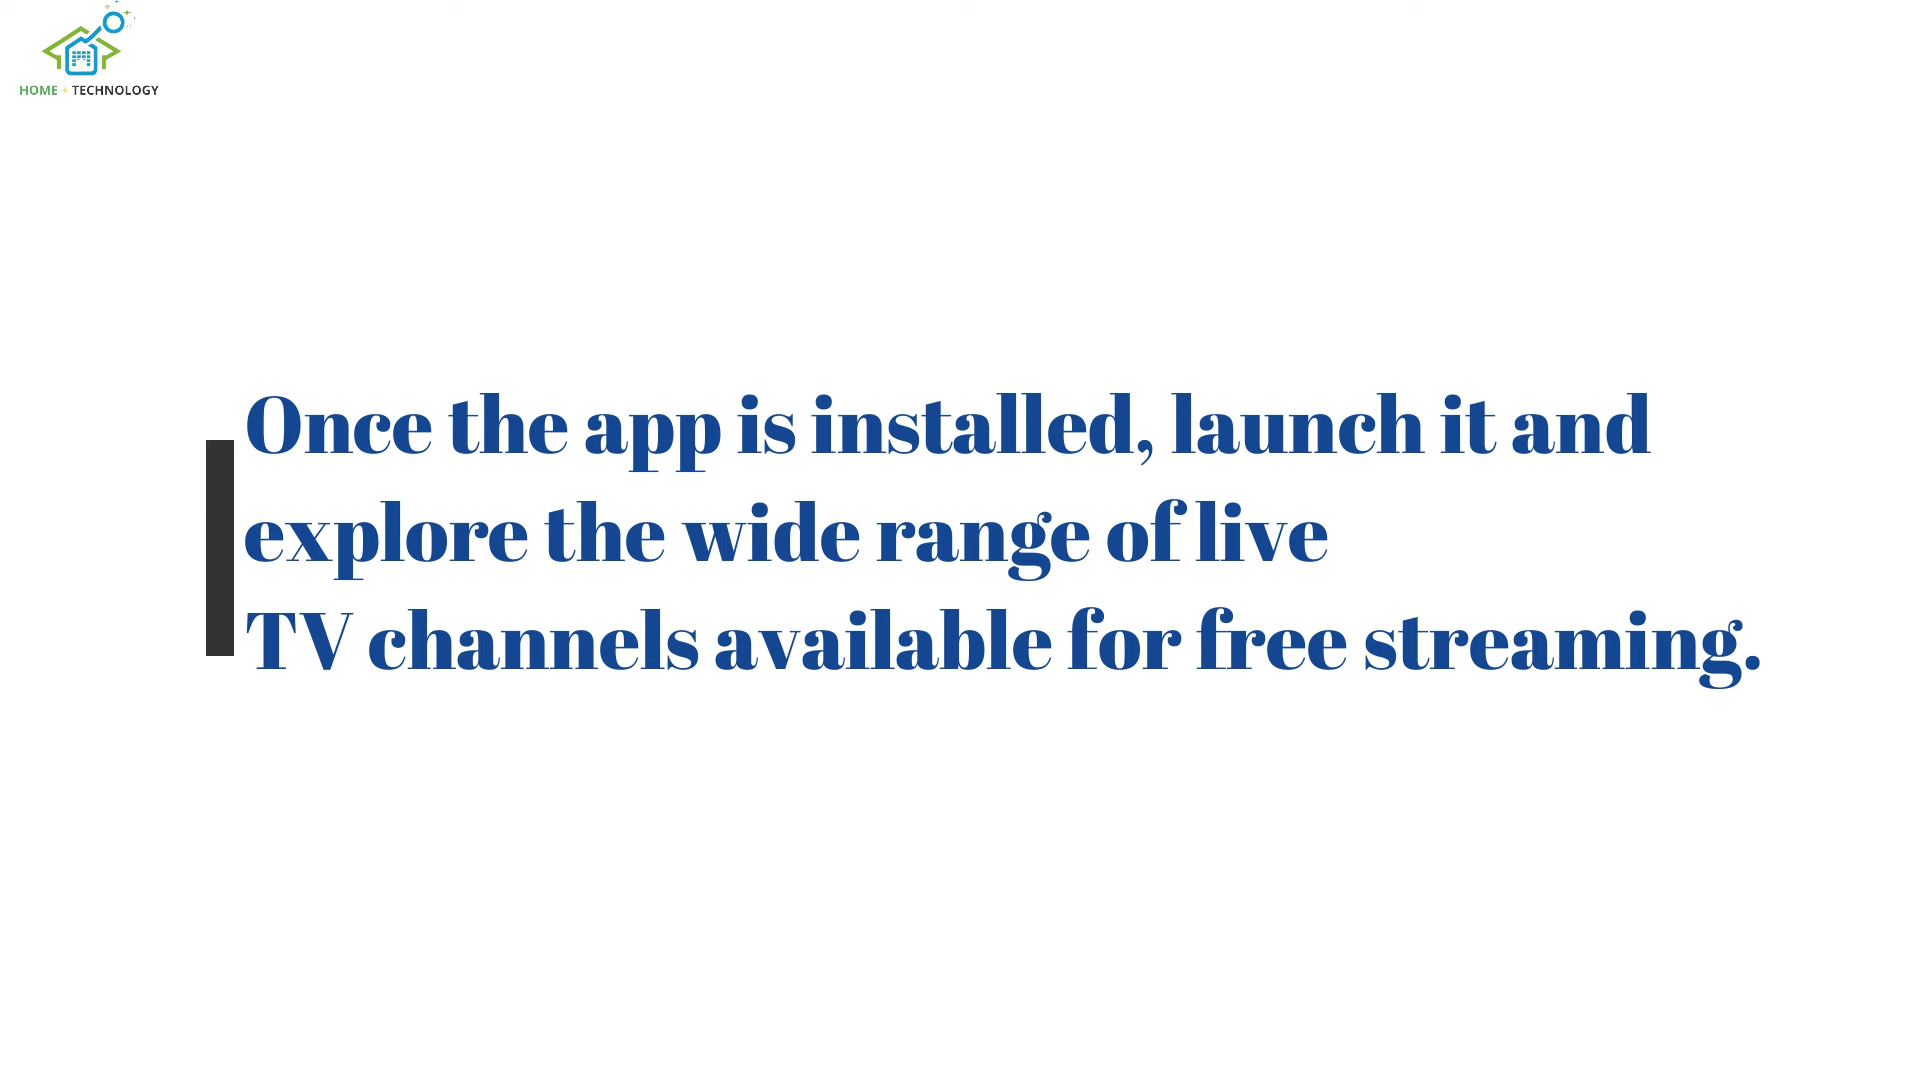 HOME + TECHNOLOGY
Once the app is installed, launch it and
explore the wide range of live
TV channels available for free streaming.